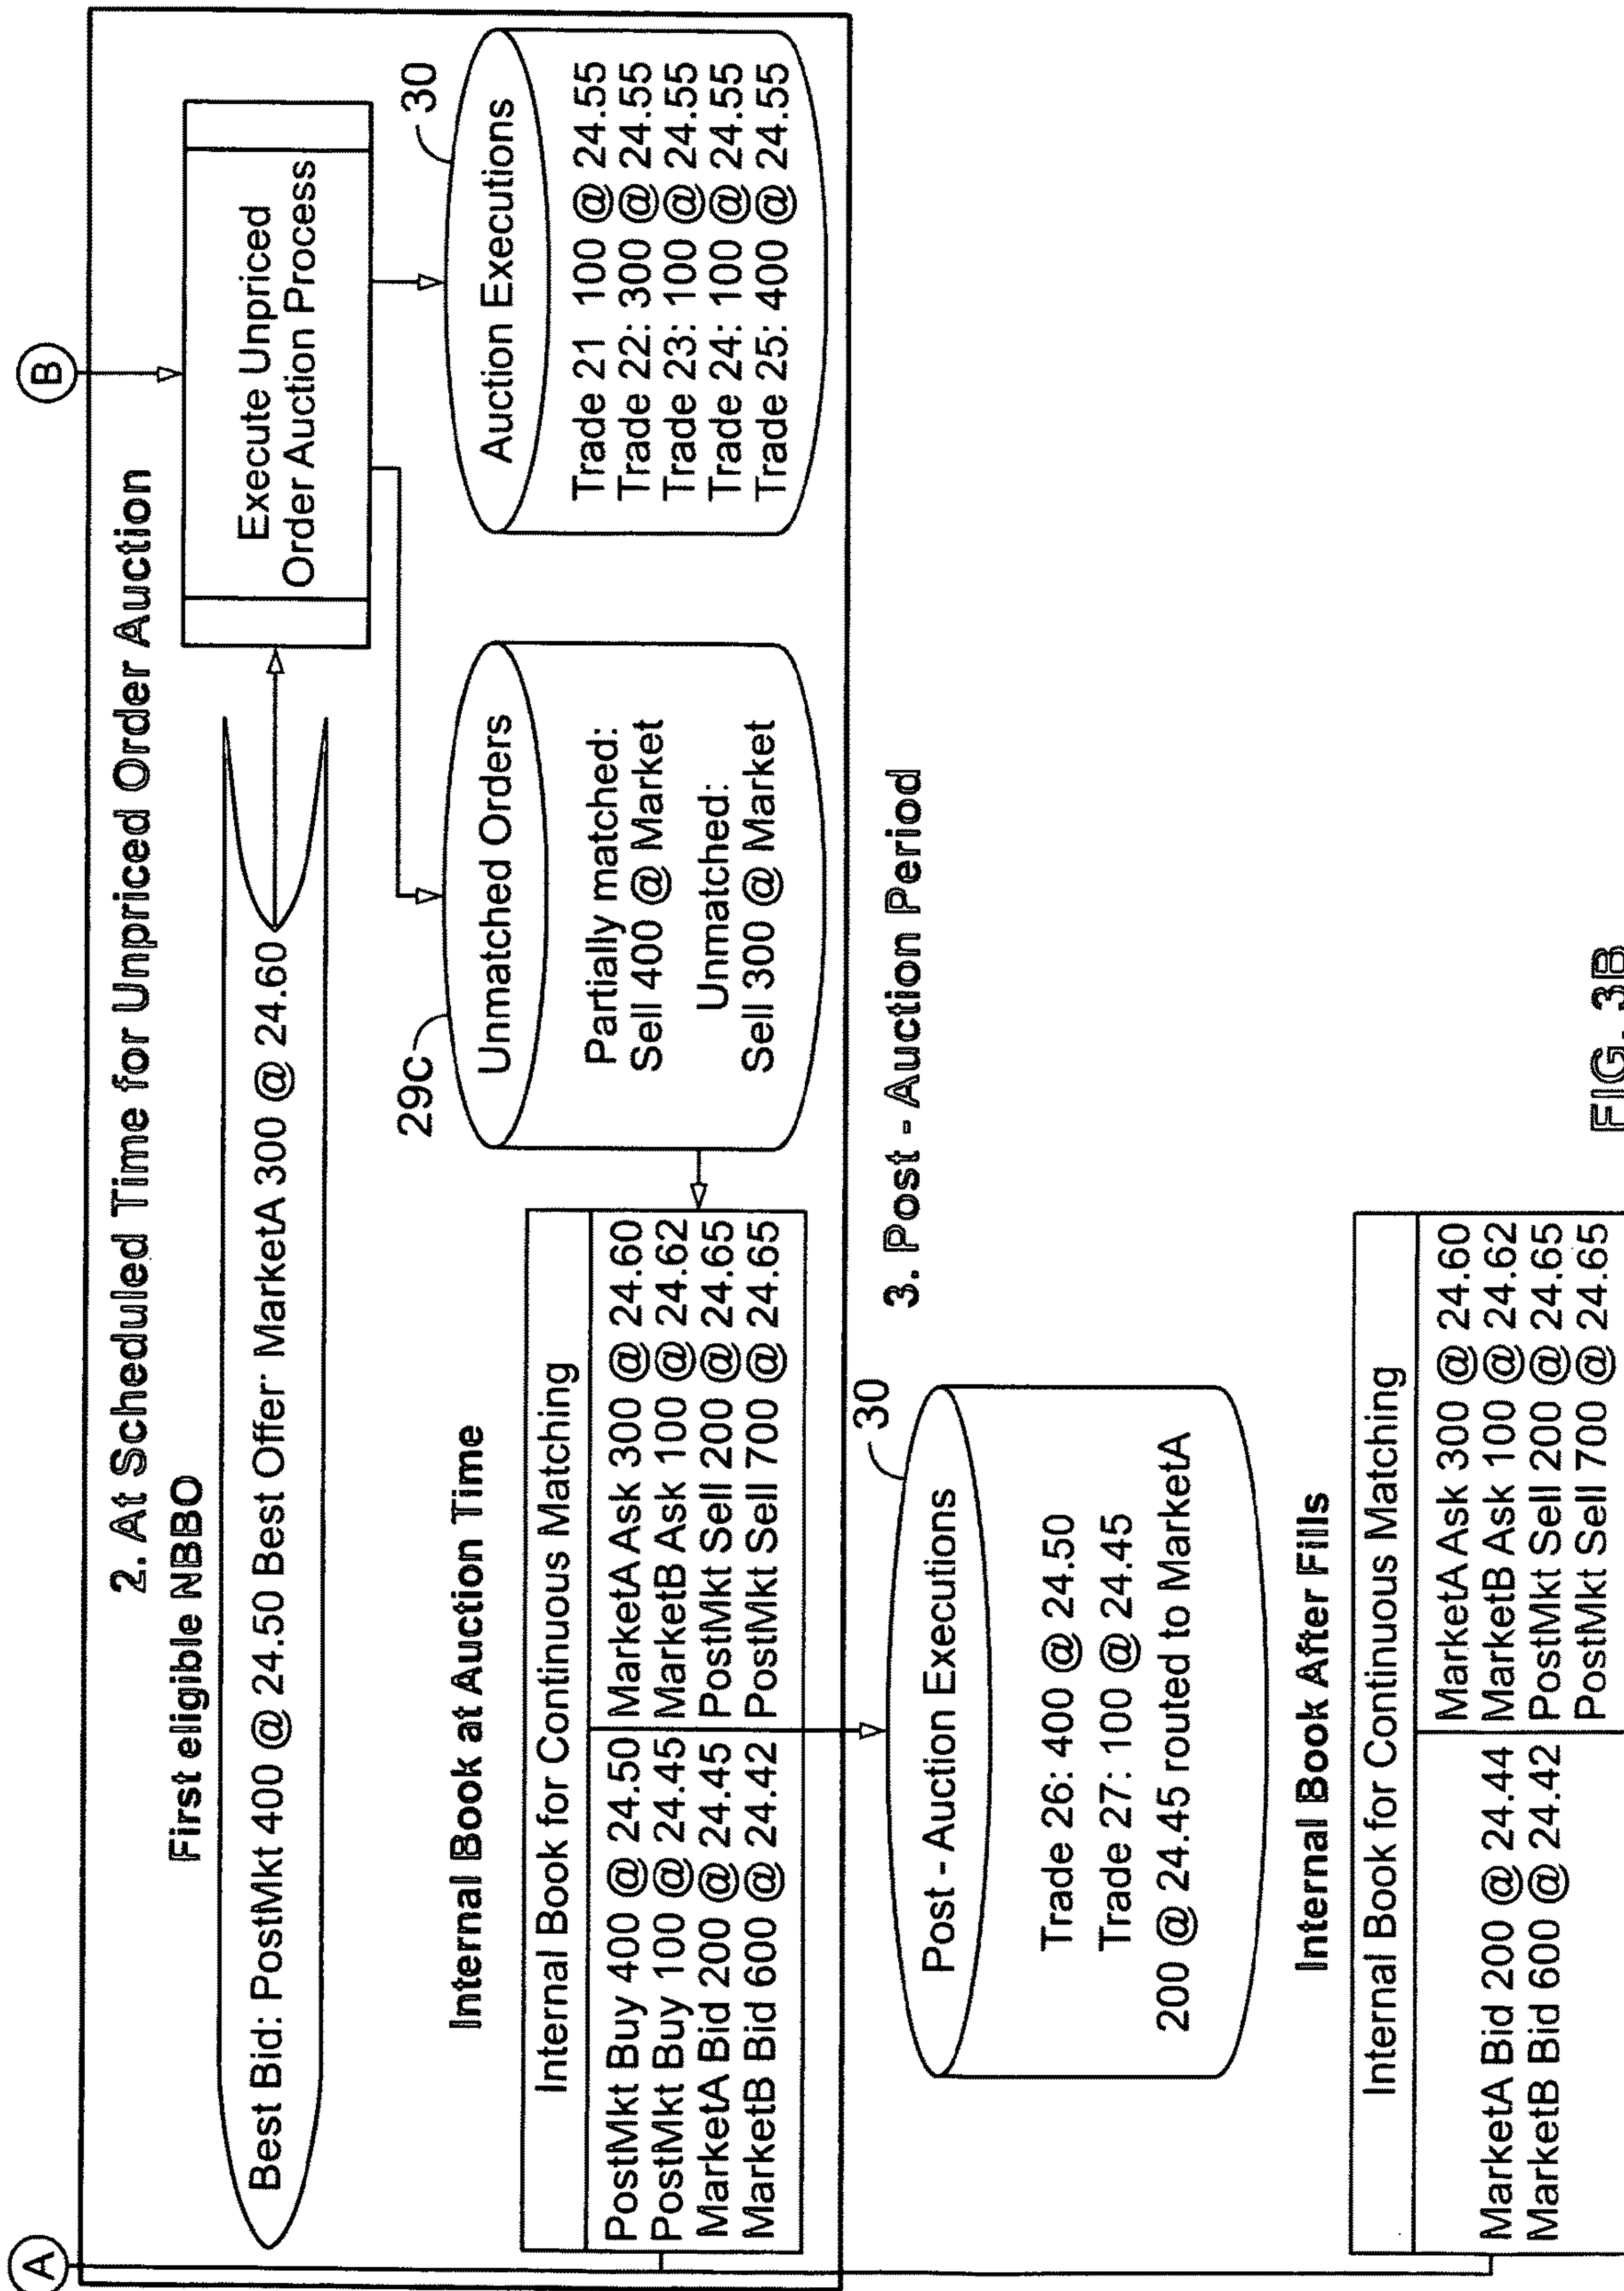 A
B
2. At Scheduled Time for Unpriced Order Auction
First eligible NBBO
Best Bid: PostMkt 400 @ 24.50 Best Offer: MarketA 300 @ 24.60
Execute Unpriced
Order Auction Process
Internal Book at Auction Time
Internal Book for Continuous Matching
PostMkt Buy 400 @ 24.50 MarketA Ask 300 @ 24.60
PostMkt Buy 100 @ 24.45 MarketB Ask 100 @ 24.62
MarketA Bid 200 @ 24.45 PostMkt Sell 200 @ 24.65
MarketB Bid 600 @ 24.42 PostMkt Sell 700 @ 24.65
29c
Unmatched Orders
Partially matched:
Sell 400 @ Market
Unmatched:
Sell 300 @ Market
30
Auction Executions
Trade 21 100 @ 24.55
Trade 22: 300 @ 24.55
Trade 23: 100 @ 24.55
Trade 24: 100 @ 24.55
Trade 25: 400 @ 24.55
3. Post - Auction Period
30
Post - Auction Executions
Trade 26: 400 @ 24.50
Trade 27: 100 @ 24.45
200 @ 24.45 routed to MarketA
Internal Book After Fills
Internal Book for Continuous Matching
MarketA Ask 300 @ 24.60
MarketA Bid 200 @ 24.44 MarketB Ask 100 @ 24.62
MarketB Bid 600 @ 24.42 PostMkt Sell 200 @ 24.65
PostMkt Sell 700 @ 24.65
FIG. 3B